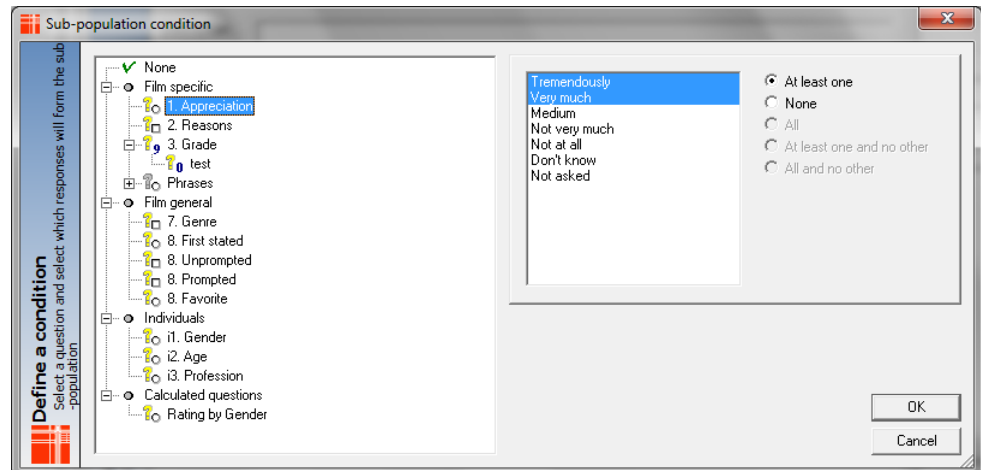 Sub-population condition
Define a condition
Select a question and select which responses will form the sub
-population
None
Film specific
1. Appreciation
2. Reasons
3. Grade
test
Phrases
Film general
7. Genre
8. First stated
8. Unprompted
8. Prompted
8. Favorite
Individuals
i1. Gender
i2. Age
i3. Profession
Calculated questions
Rating by Gender
Tremendously
Very much
Medium
Not very much
Not at all
Don't know
Not asked
At least one
None
All
At least one and no other
All and no other
OK
Cancel